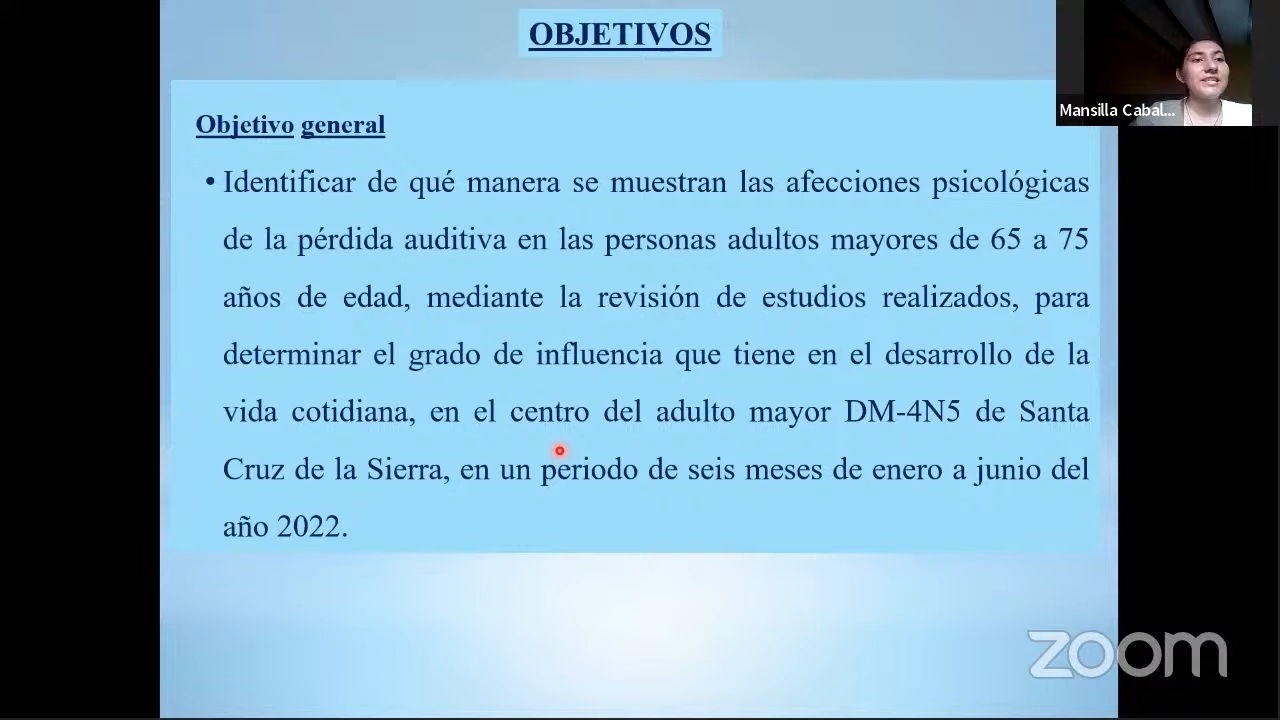 OBJETIVOS
Mansilla Cabal...
Objetivo general
• Identificar de qué manera se muestran las afecciones psicológicas
de la pérdida auditiva en las personas adultos mayores de 65 a 75
años de edad, mediante la revisión de estudios realizados, para
determinar el grado de influencia que tiene en el desarrollo de la
vida cotidiana, en el centro del adulto mayor DM-4N5 de Santa
Cruz de la Sierra, en un periodo de seis meses de enero a junio del
año 2022.
zoom